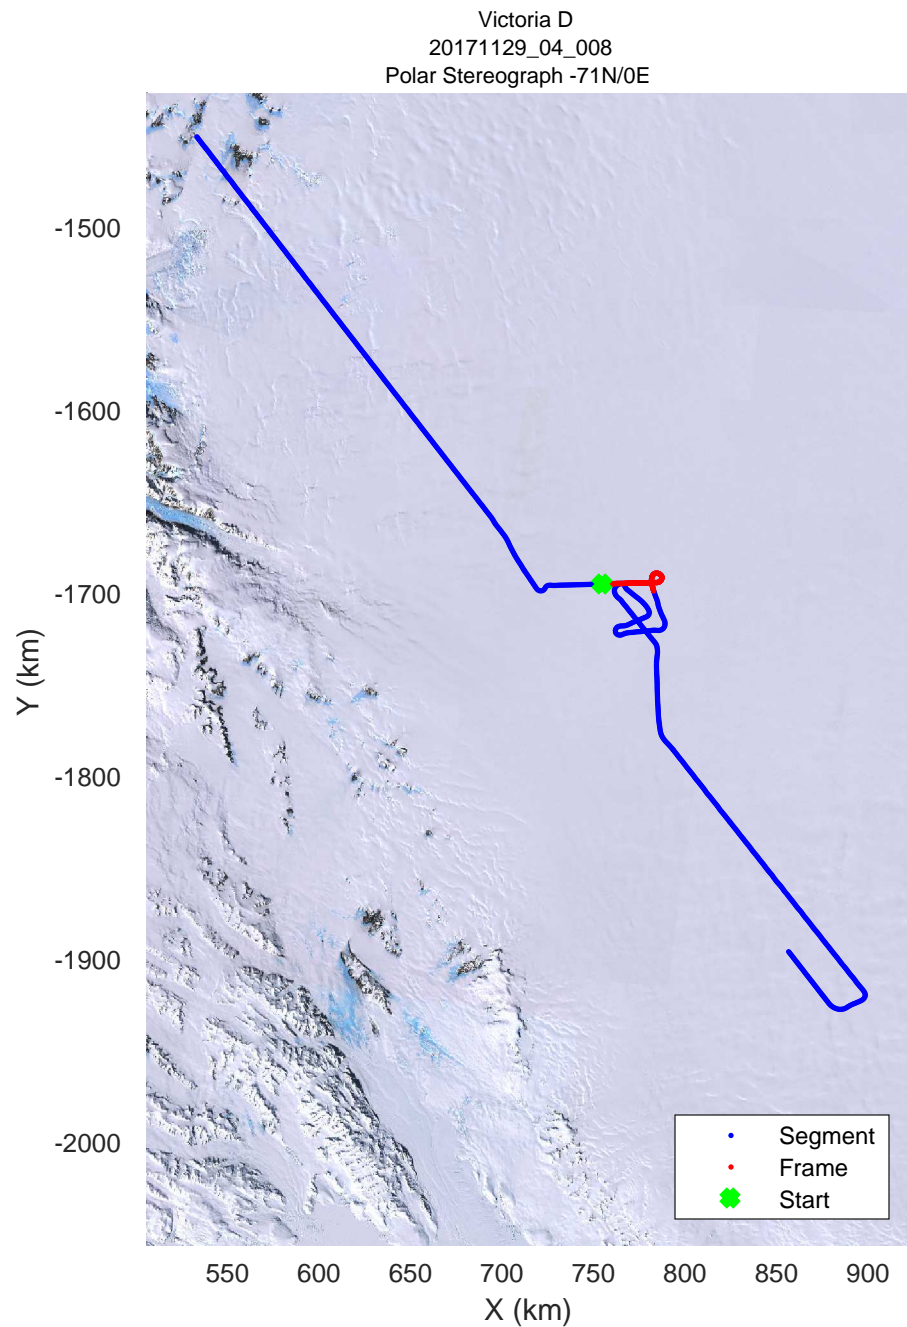 Victoria D
20171129_04_008
Polar Stereograph -71N/0E
-1500
-1600
-1700
-1800
-1900
-2000
Y (km)
Segment
Frame
Start
550 600 650 700 750 800 850 900
X (km)